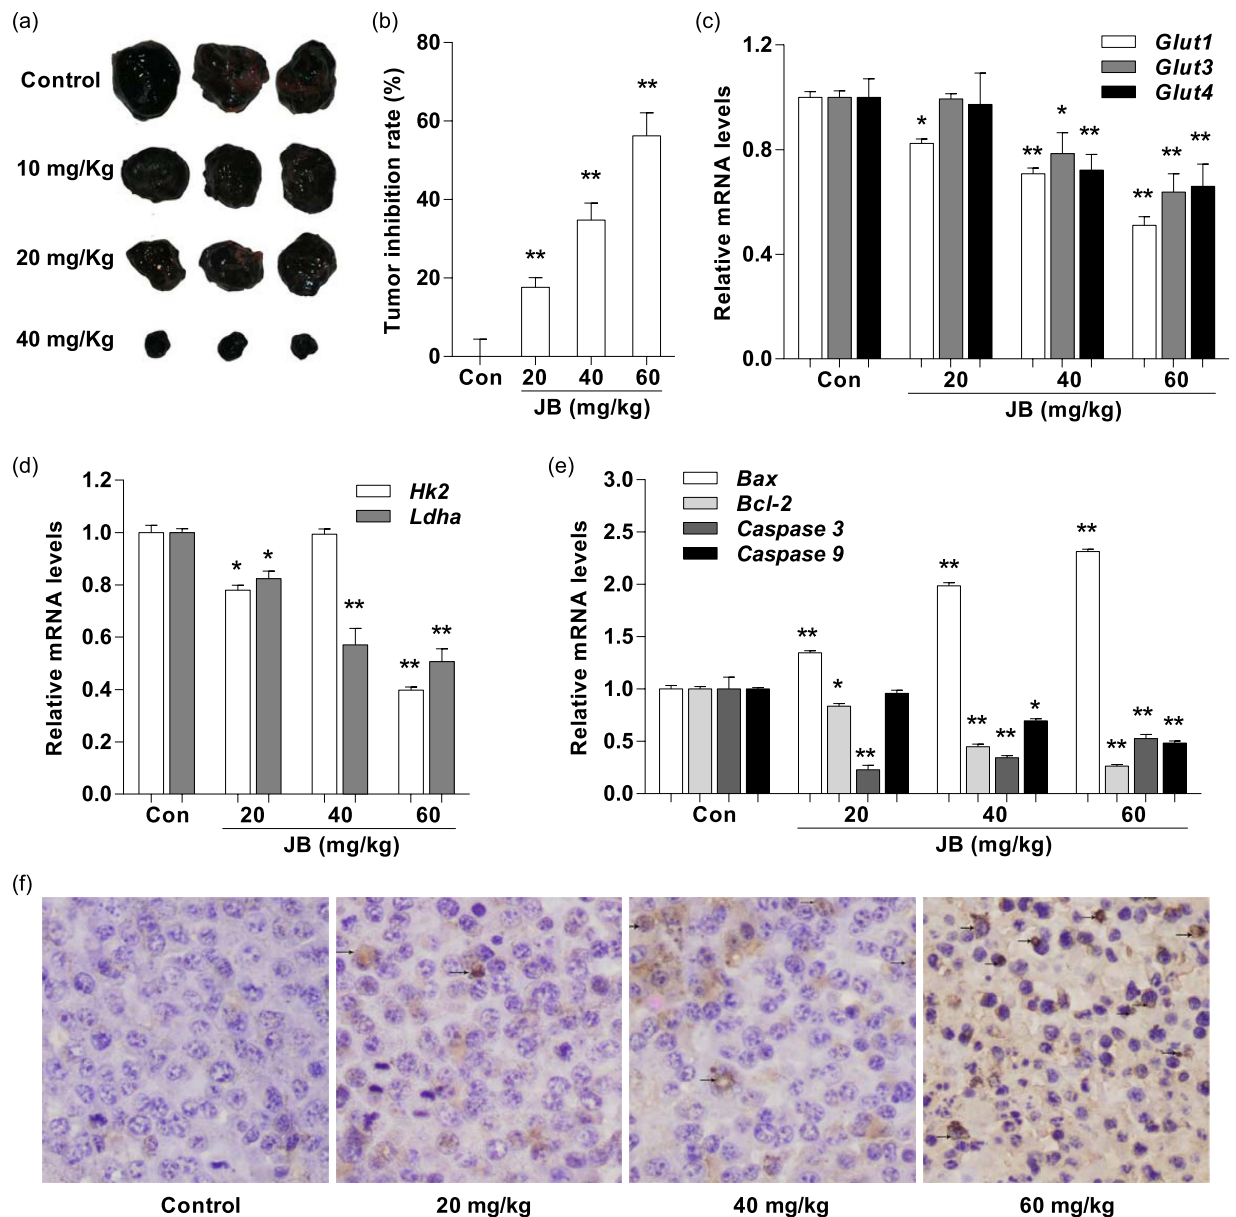 (a)
Control
10 mg/Kg
20 mg/Kg
40 mg/Kg
(b)
Tumor inhibition rate (%)
80
60
40
20
0
**
**
**
Con
20
40
60
JB (mg/kg)
(c)
Relative mRNA levels
1.2
0.8
0.4
0.0
Glut1
Glut3
Glut4
*
**
*
**
**
**
**
Con
20
40
60
JB (mg/kg)
(d)
Relative mRNA levels
1.2
1.0
0.8
0.6
0.4
0.2
0.0
Hk2
Ldha
*
*
**
**
**
Con
20
40
60
JB (mg/kg)
(e)
Relative mRNA levels
3.0
2.5
2.0
1.5
1.0
0.5
0.0
Bax
Bcl-2
Caspase 3
Caspase 9
**
*
**
**
**
**
*
**
**
**
**
Con
20
40
60
JB (mg/kg)
(f)
Control
20 mg/kg
40 mg/kg
60 mg/kg